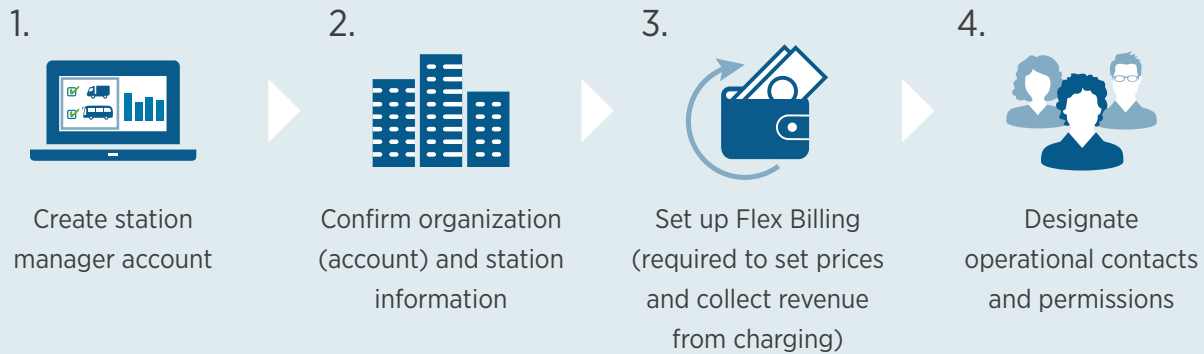 1.
Create station
manager account
2.
Confirm organization
(account) and station
information
3.
Set up Flex Billing
(required to set prices
and collect revenue
from charging)
4.
Designate
operational contacts
and permissions